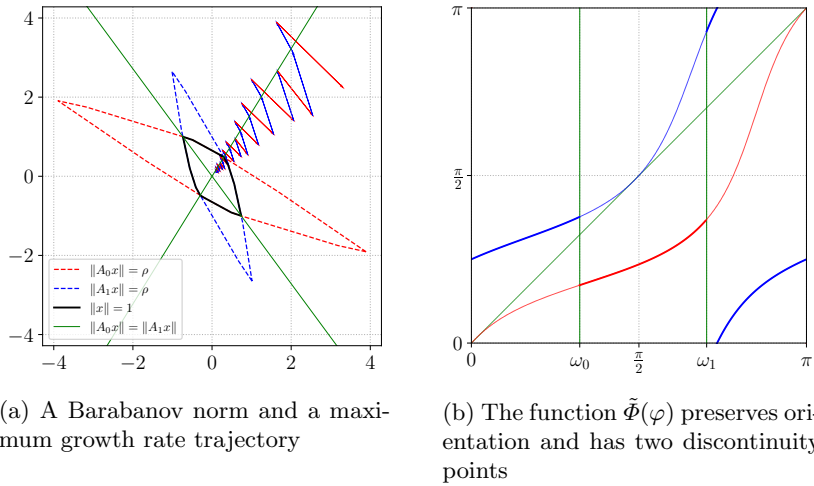 4
2
0
−2
−4
−4
−2
0
2
4
‖A₀x‖ = ρ
‖A₁x‖ = ρ
‖x‖ = 1
‖A₀x‖ = ‖A₁x‖
π
π/2
0
0
ω₀
π/2
ω₁
π
(a) A Barabanov norm and a maxi-
mum growth rate trajectory
(b) The function Φ̃(φ) preserves ori-
entation and has two discontinuity
points